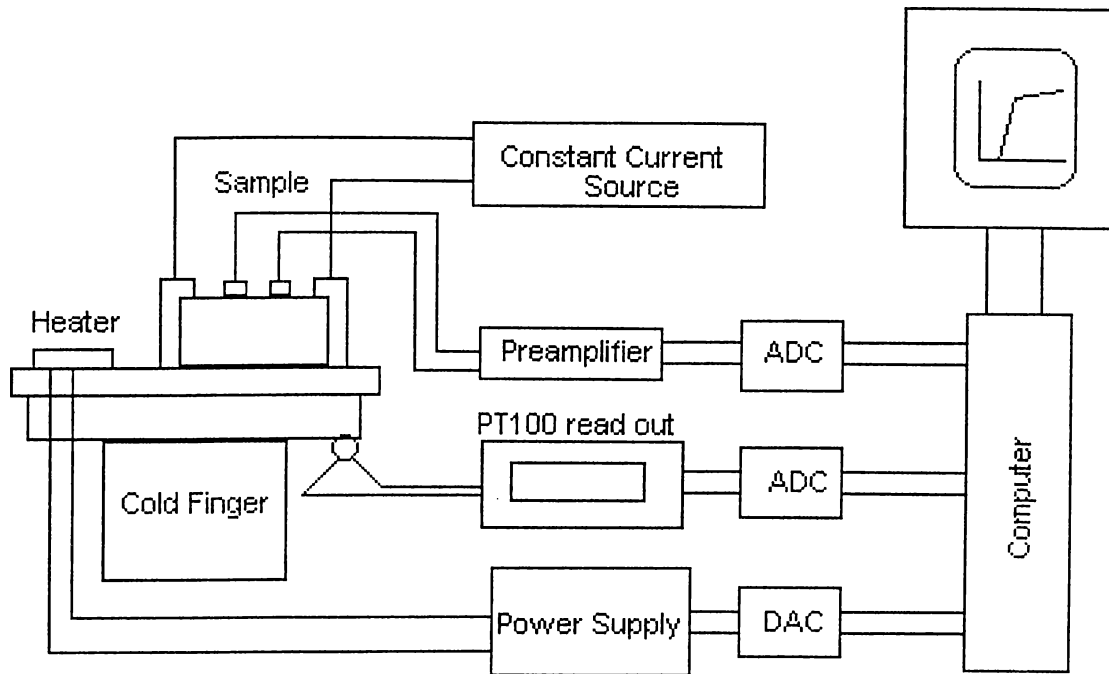 Constant Current
Source
Sample
Heater
Preamplifier
ADC
PT100 read out
ADC
Cold Finger
Computer
Power Supply
DAC